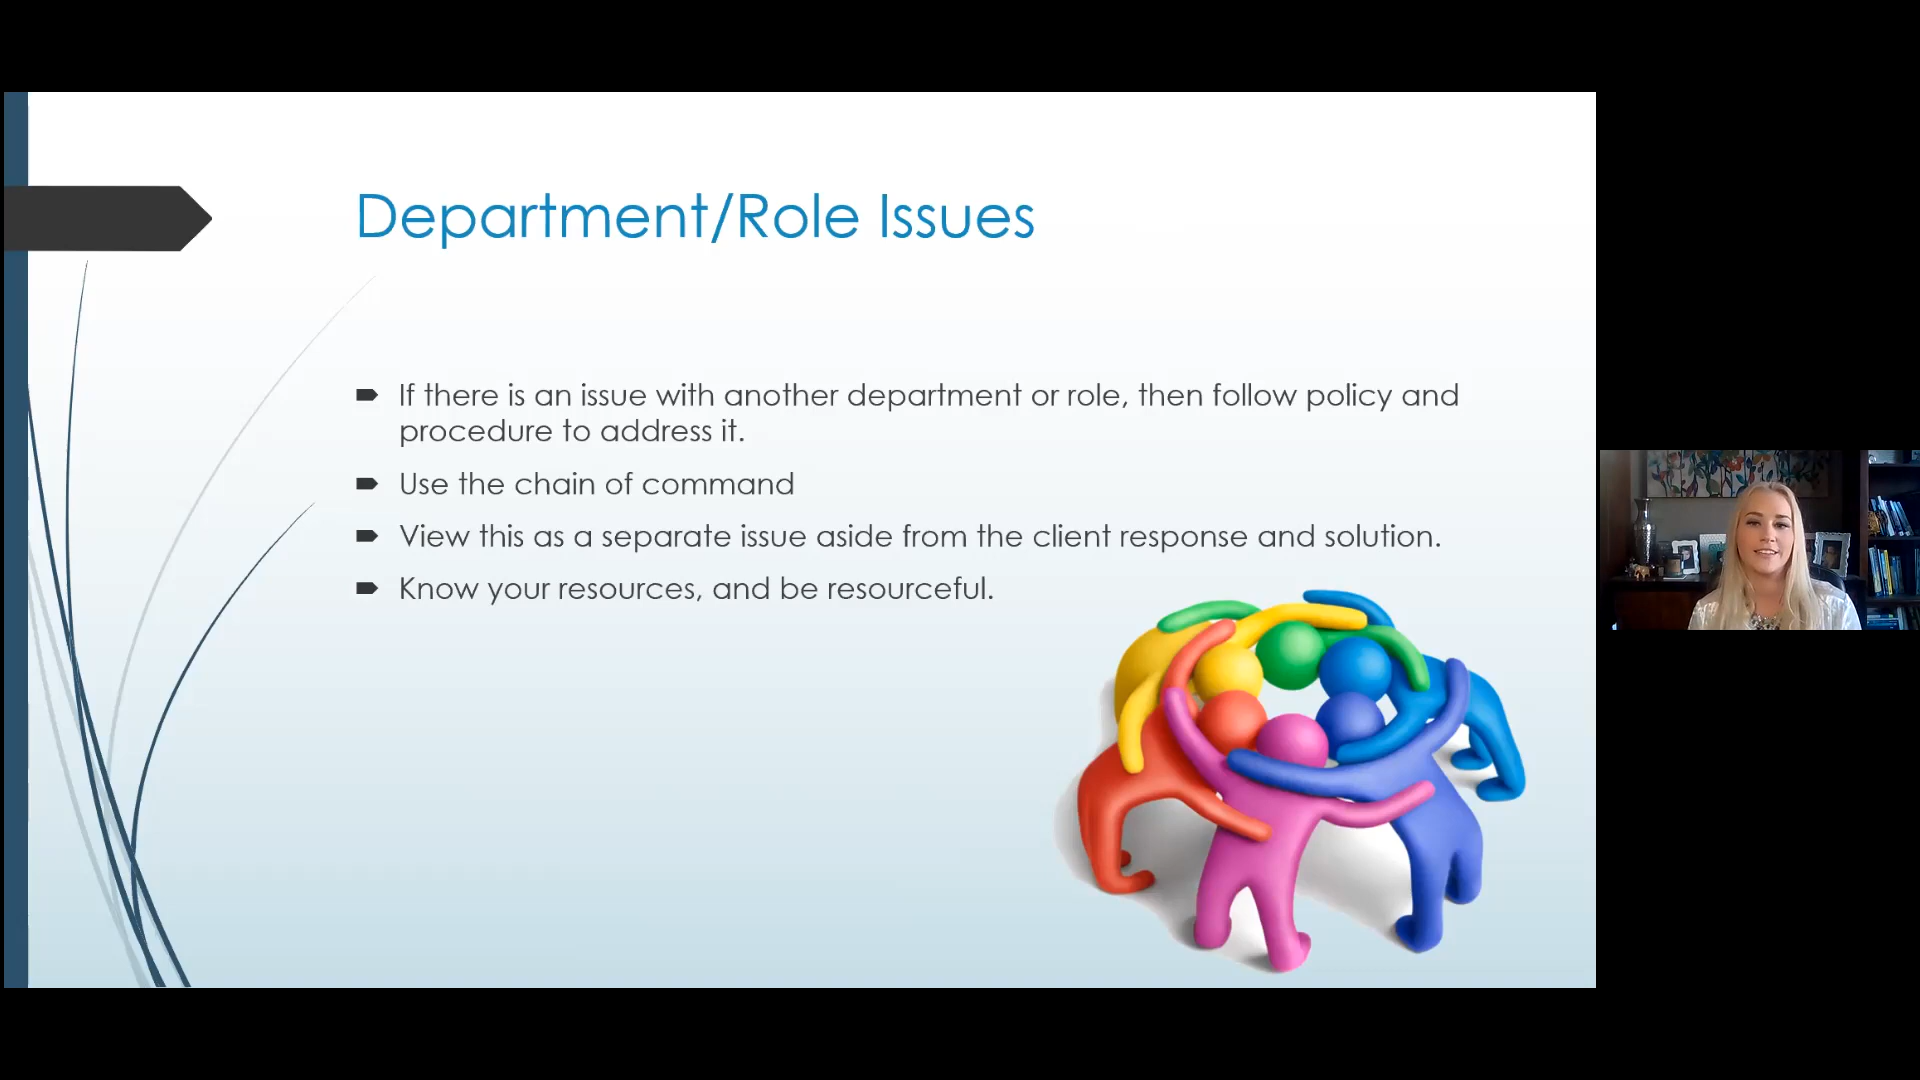 Department/Role Issues
If there is an issue with another department or role, then follow policy and
procedure to address it.
Use the chain of command
View this as a separate issue aside from the client response and solution.
Know your resources, and be resourceful.